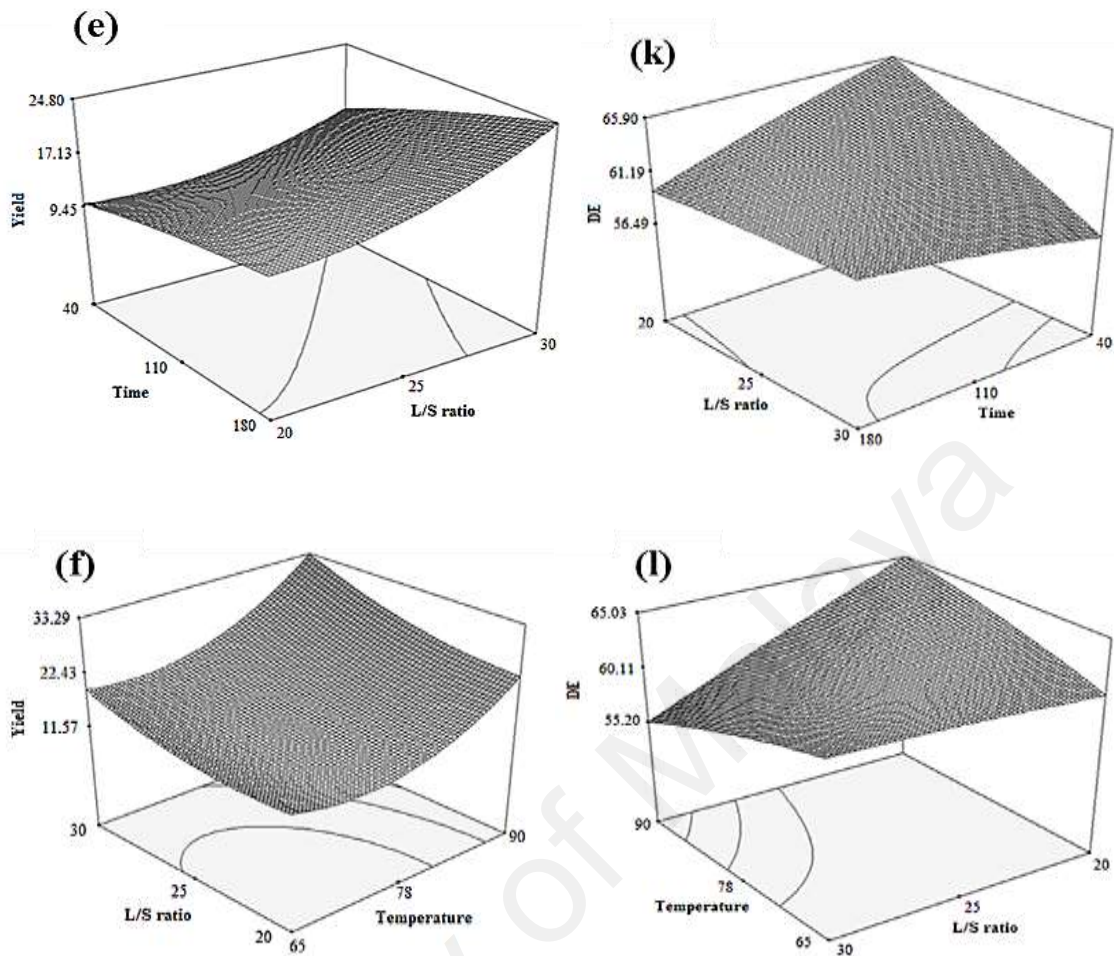 (e)
24.80
17.13
9.45
Yield
40
110
Time
180
20
25
L/S ratio
30
(k)
65.90
61.19
56.49
DE
20
25
L/S ratio
30
180
110
Time
40
(f)
33.29
22.43
11.57
Yield
30
25
L/S ratio
20
65
78
Temperature
90
(l)
65.03
60.11
55.20
DE
90
78
Temperature
65
30
25
L/S ratio
20
of Malaya